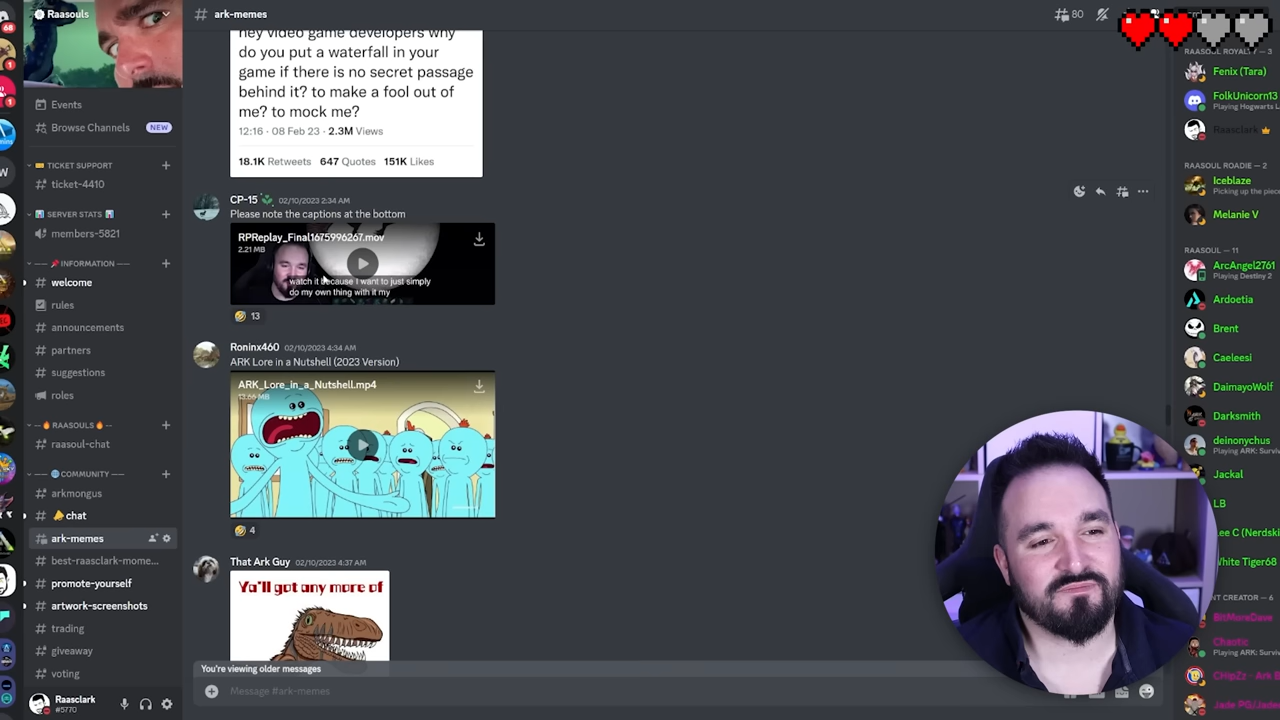 68
Raasouls
Events
Browse Channels
NEW
TICKET SUPPORT
ticket-4410
SERVER STATS
members-5821
INFORMATION
welcome
rules
announcements
partners
suggestions
roles
RAASOULS
raasoul-chat
COMMUNITY
arkmongus
chat
ark-memes
best-raasclark-mome...
promote-yourself
artwork-screenshots
trading
giveaway
voting
Raasclark
#5770
ark-memes
80
hey video game developers why
do you put a waterfall in your
game if there is no secret passage
behind it? to make a fool out of
me? to mock me?
12:16 · 08 Feb 23 · 2.3M Views
18.1K Retweets 647 Quotes 151K Likes
CP-15 02/10/2023 2:34 AM
Please note the captions at the bottom
RPReplay_Final1675996267.mov
2.21 MB
watch it because I want to just simply
do my own thing with it my
13
Roninx460 02/10/2023 4:34 AM
ARK Lore in a Nutshell (2023 Version)
ARK_Lore_in_a_Nutshell.mp4
13.66 MB
4
That Ark Guy 02/10/2023 4:37 AM
Ya'll got any more of
You're viewing older messages
Message #ark-memes
RAASOUL ROYALTY — 3
Fenix (Tara)
FolkUnicorn13
Playing Hogwarts L
Raasclark
RAASOUL ROADIE — 2
Iceblaze
Picking up the piece
Melanie V
RAASOUL — 11
ArcAngel2761
Playing Destiny 2
Ardoetia
Brent
Caeleesi
DaimayoWolf
Darksmith
deinonychus
Playing ARK: Surviv
Jackal
LB
Lee C (Nerdski
White Tiger68
NT CREATOR — 6
BitMoreDave
Chaotic
Playing ARK: Surviv
CHipZz - Ark B
Jade PG/Jade